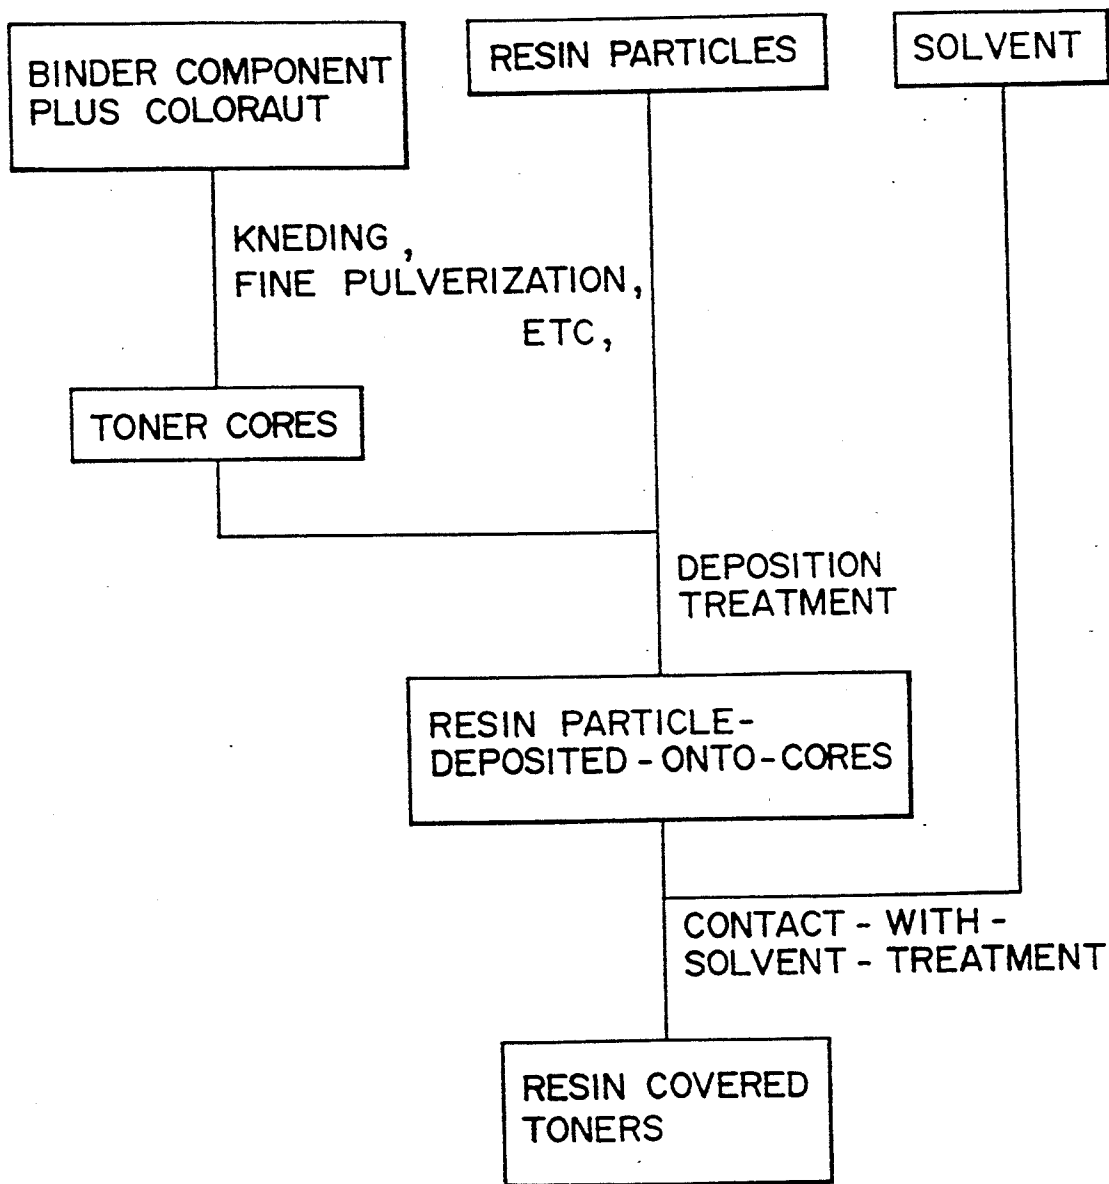 BINDER COMPONENT
PLUS COLORAUT
RESIN PARTICLES
SOLVENT
KNEDING,
FINE PULVERIZATION,
ETC,
TONER CORES
DEPOSITION
TREATMENT
RESIN PARTICLE-
DEPOSITED-ONTO-CORES
CONTACT-WITH-
SOLVENT-TREATMENT
RESIN COVERED
TONERS